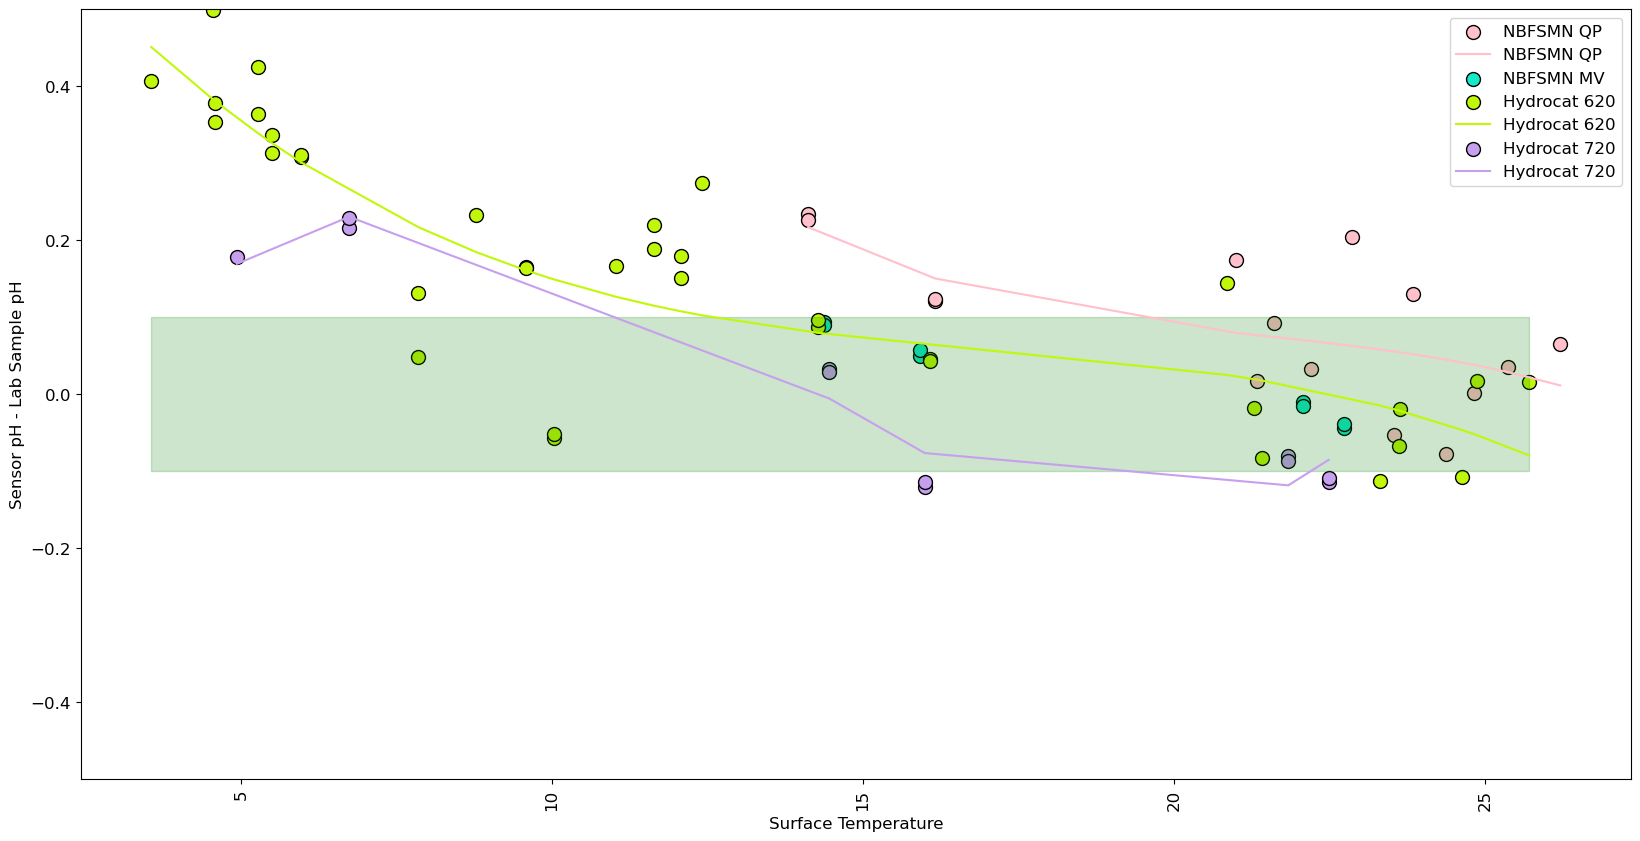 NBFSMN QP
NBFSMN QP
NBFSMN MV
Hydrocat 620
Hydrocat 620
Hydrocat 720
Hydrocat 720
Sensor pH - Lab Sample pH
0.4
0.2
0.0
−0.2
−0.4
5
10
15
20
25
Surface Temperature